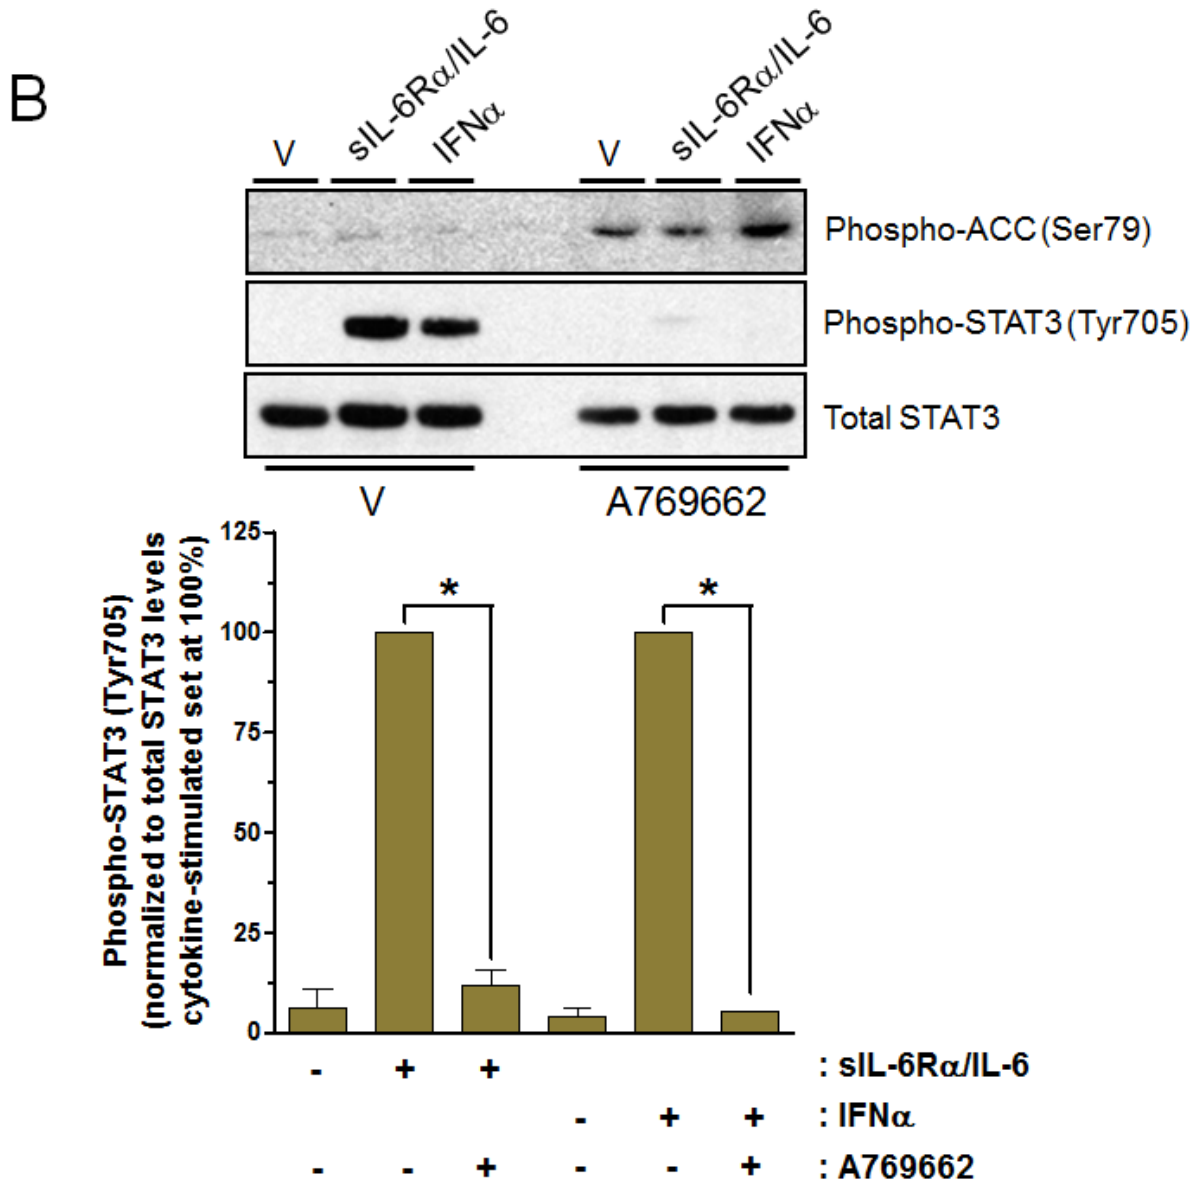 B
V sIL-6Rα/IL-6 IFNα V sIL-6Rα/IL-6 IFNα
Phospho-ACC (Ser79)
Phospho-STAT3 (Tyr705)
Total STAT3
V A769662
Phospho-STAT3 (Tyr705)
(normalized to total STAT3 levels
cytokine-stimulated set at 100%)
125
100
75
50
25
0
* *
- + + : sIL-6Rα/IL-6
- + + : IFNα
- - + - - + : A769662